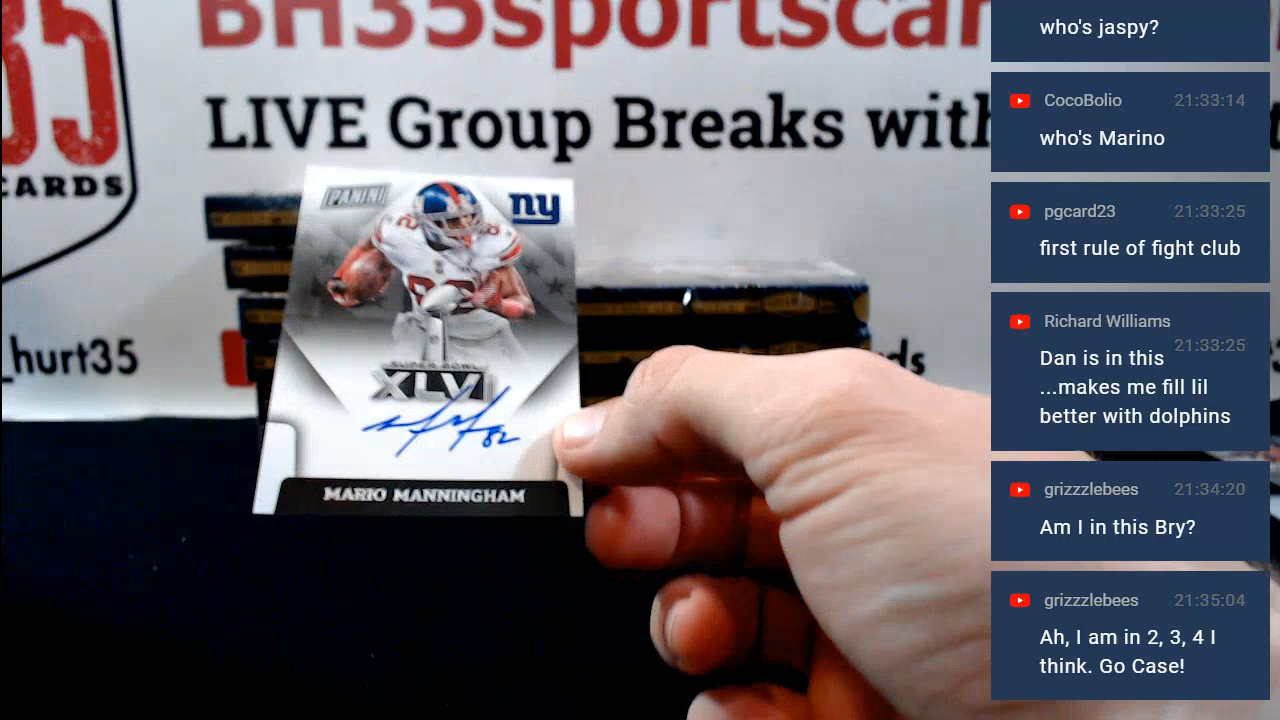 BH35sportscar
LIVE Group Breaks with
35
CARDS
_hurt35
ds
PANINI
ny
82
SUPER BOWL
XLVI
82
MARIO MANNINGHAM
who's jaspy?
CocoBolio 21:33:14
who's Marino
pgcard23 21:33:25
first rule of fight club
Richard Williams
21:33:25
Dan is in this
...makes me fill lil
better with dolphins
grizzzlebees 21:34:20
Am I in this Bry?
grizzzlebees 21:35:04
Ah, I am in 2, 3, 4 I
think. Go Case!